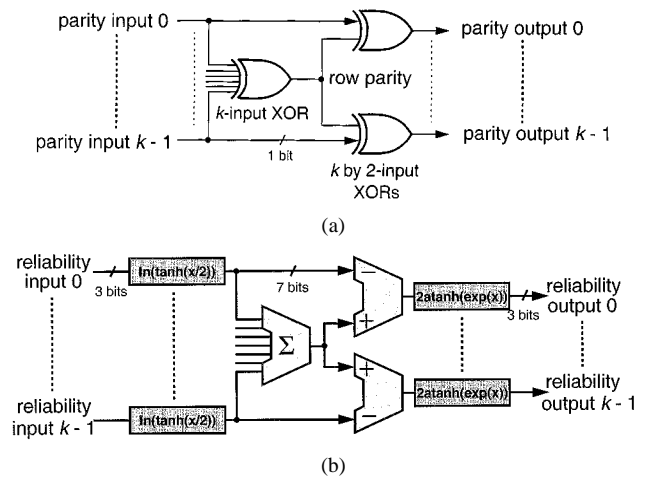 parity input 0
parity output 0
row parity
k-input XOR
parity input k - 1
1 bit
parity output k - 1
k by 2-input
XORs
(a)
reliability
input 0
3 bits
ln(tanh(x/2))
7 bits
−
+
2atanh(exp(x))
3 bits
reliability
output 0
Σ
+
−
reliability
input k - 1
ln(tanh(x/2))
2atanh(exp(x))
reliability
output k - 1
(b)